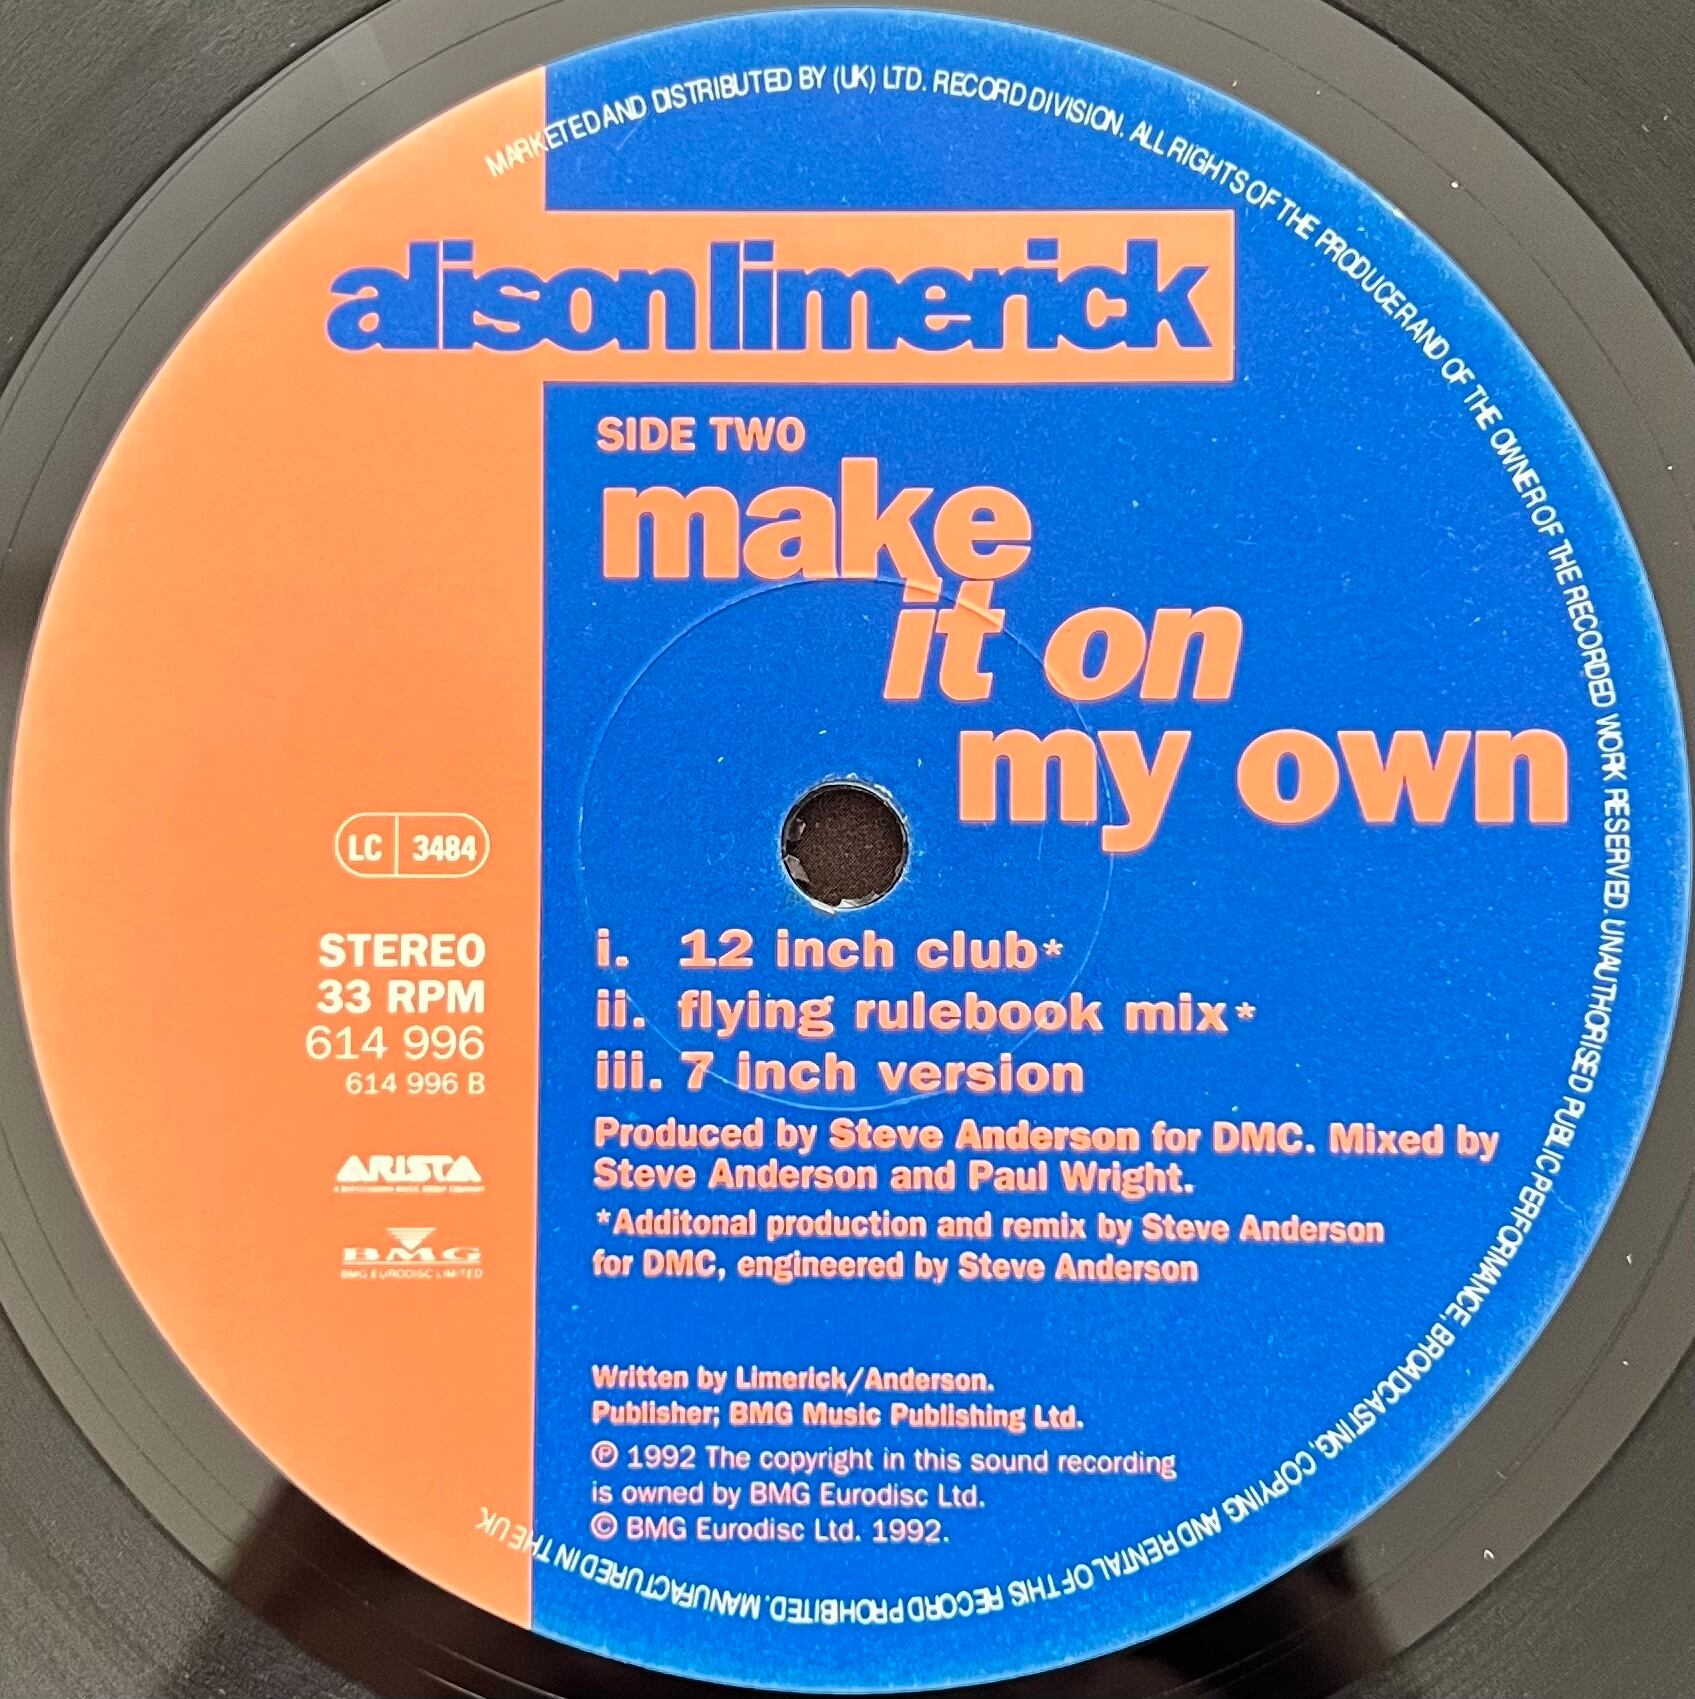 MARKETED AND DISTRIBUTED BY (UK) LTD. RECORD DIVISION. ALL RIGHTS OF THE PRODUCER AND OF THE OWNER OF THE RECORDED WORK RESERVED. UNAUTHORISED PUBLIC PERFORMANCE, BROADCASTING, COPYING AND RENTAL OF THIS RECORD PROHIBITED. MANUFACTURED IN THE UK
alison limerick
SIDE TWO
make
it on
my own
LC 3484
STEREO
33 RPM
614 996
614 996 B
ARISTA
A BERTELSMANN MUSIC GROUP COMPANY
BMG
BMG EURODISC LIMITED
i. 12 inch club*
ii. flying rulebook mix*
iii. 7 inch version
Produced by Steve Anderson for DMC. Mixed by
Steve Anderson and Paul Wright.
*Additonal production and remix by Steve Anderson
for DMC, engineered by Steve Anderson
Written by Limerick/Anderson.
Publisher; BMG Music Publishing Ltd.
℗ 1992 The copyright in this sound recording
is owned by BMG Eurodisc Ltd.
© BMG Eurodisc Ltd. 1992.